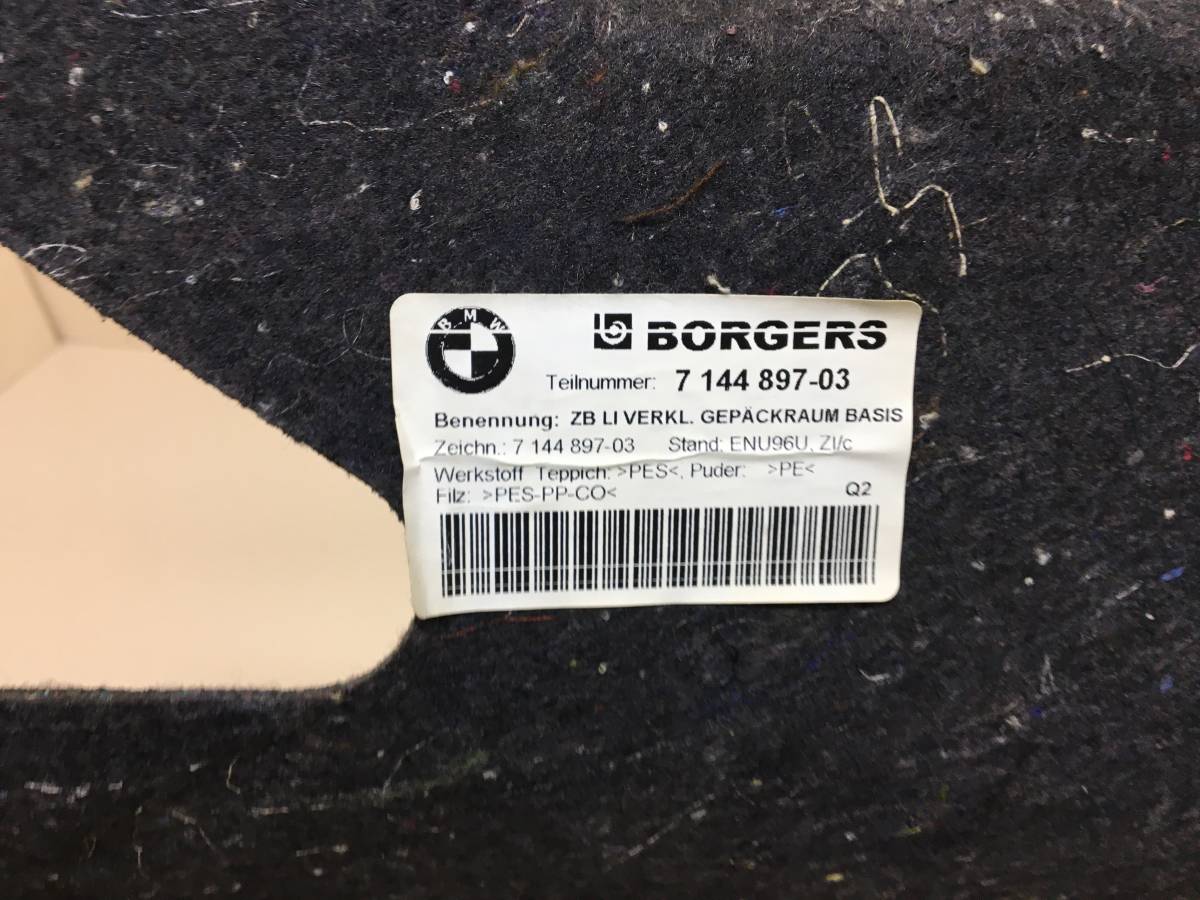 BMW
BORGERS
Teilnummer: 7 144 897-03
Benennung: ZB LI VERKL. GEPÄCKRAUM BASIS
Zeichn.: 7 144 897-03 Stand: ENU96U, ZI/c
Werkstoff Teppich: >PES<, Puder: >PE<
Filz: >PES-PP-CO< Q2